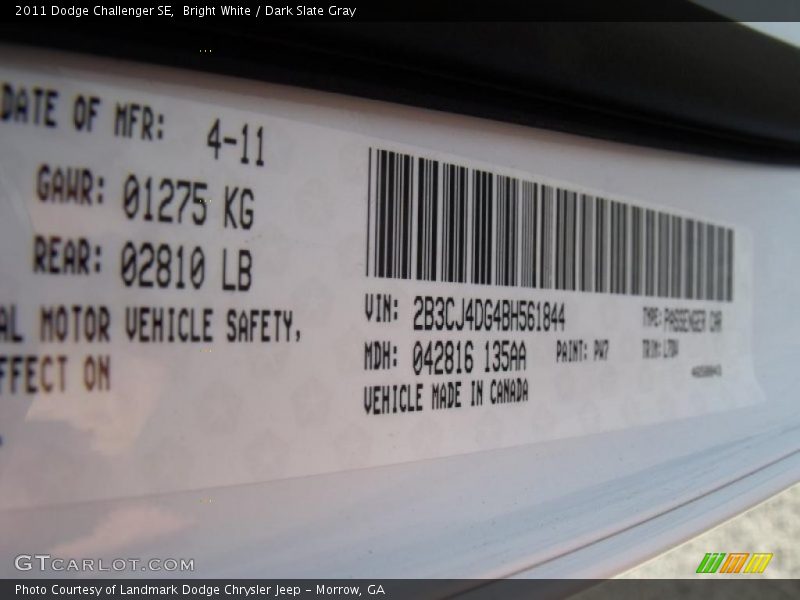 2011 Dodge Challenger SE, Bright White / Dark Slate Gray
DATE OF MFR: 4-11
GAWR: 01275 KG
REAR: 02810 LB
AL MOTOR VEHICLE SAFETY,
FFECT ON
VIN: 2B3CJ4DG4BH561844 TYPE: PASSENGER CAR
MDH: 042816 135AA PAINT: PW7 TRIM:
VEHICLE MADE IN CANADA
GTCARLOT.COM
Photo Courtesy of Landmark Dodge Chrysler Jeep – Morrow, GA